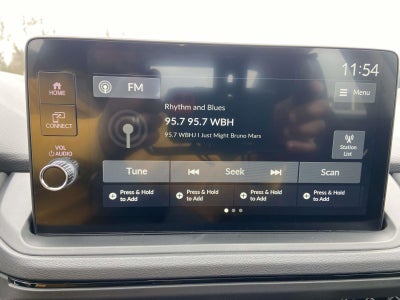 11:54
HOME
FM
Menu
Rhythm and Blues
95.7 95.7 WBH
95.7 WBHJ I Just Might Bruno Mars
CONNECT
VOL
AUDIO
Station
List
Tune Seek Scan
Press & Hold
to Add
Press & Hold
to Add
Press & Hold
to Add
Press & Hold
to Add